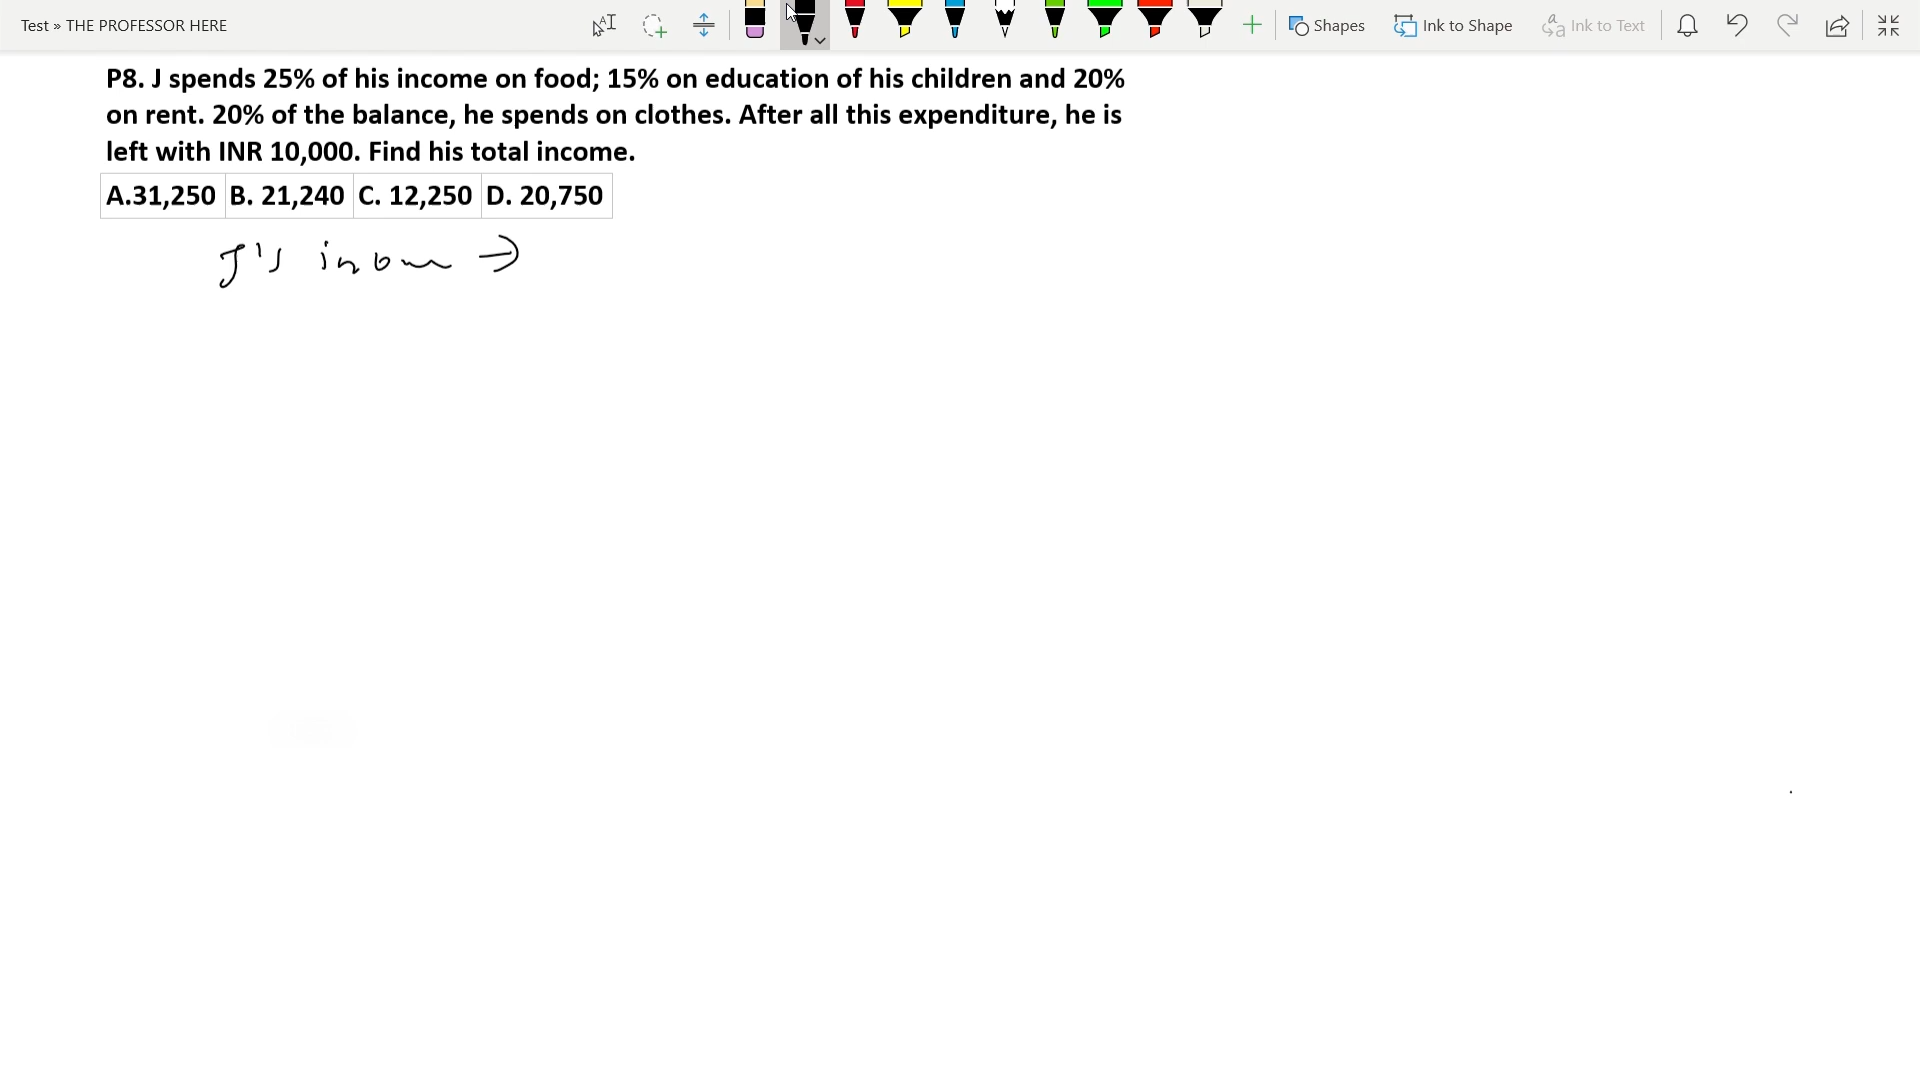 Test » THE PROFESSOR HERE
Shapes Ink to Shape Ink to Text
P8. J spends 25% of his income on food; 15% on education of his children and 20%
on rent. 20% of the balance, he spends on clothes. After all this expenditure, he is
left with INR 10,000. Find his total income.
A.31,250 B. 21,240 C. 12,250 D. 20,750
J's income →